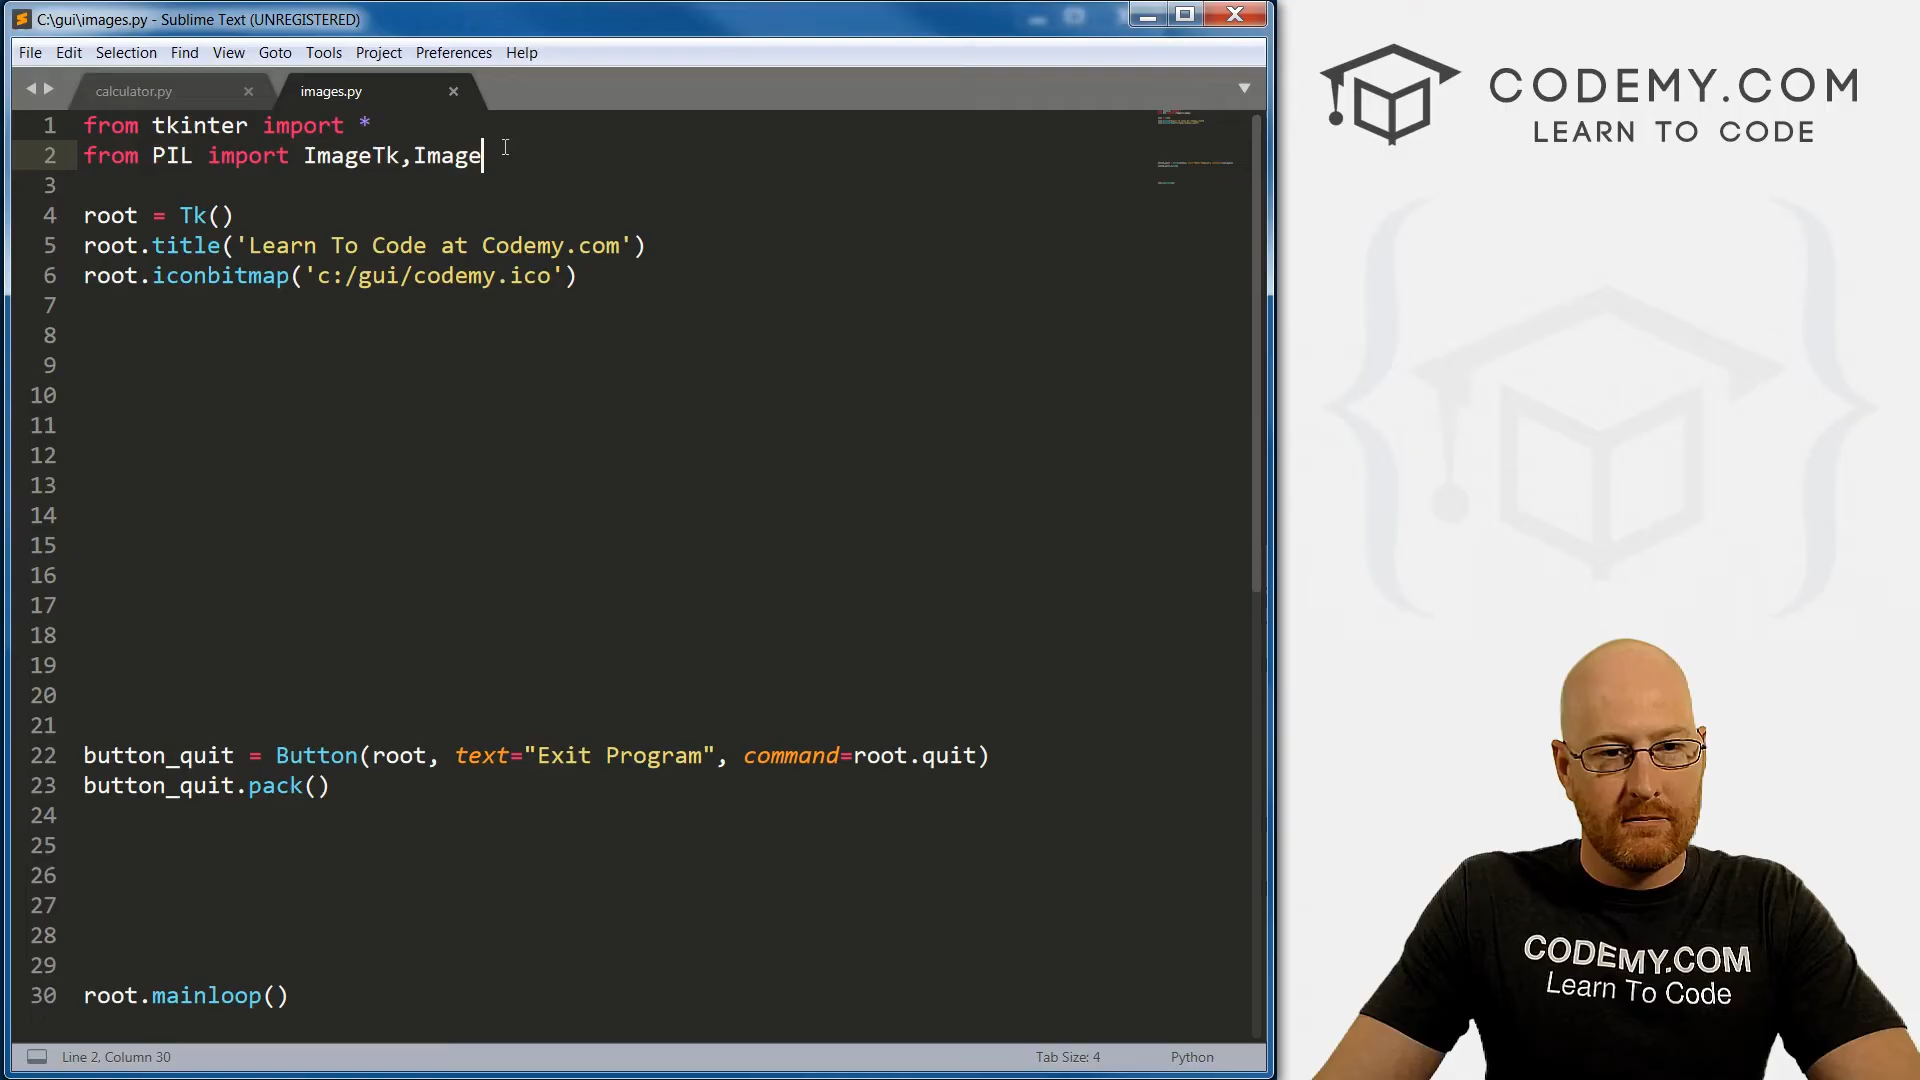 C:\gui\images.py - Sublime Text (UNREGISTERED)
File Edit Selection Find View Goto Tools Project Preferences Help
calculator.py × images.py ×
1 from tkinter import *
2 from PIL import ImageTk,Image
3
4 root = Tk()
5 root.title('Learn To Code at Codemy.com')
6 root.iconbitmap('c:/gui/codemy.ico')
7
8
9
10
11
12
13
14
15
16
17
18
19
20
21
22 button_quit = Button(root, text="Exit Program", command=root.quit)
23 button_quit.pack()
24
25
26
27
28
29
30 root.mainloop()
Line 2, Column 30 Tab Size: 4 Python
CODEMY.COM
LEARN TO CODE
CODEMY.COM
Learn To Code